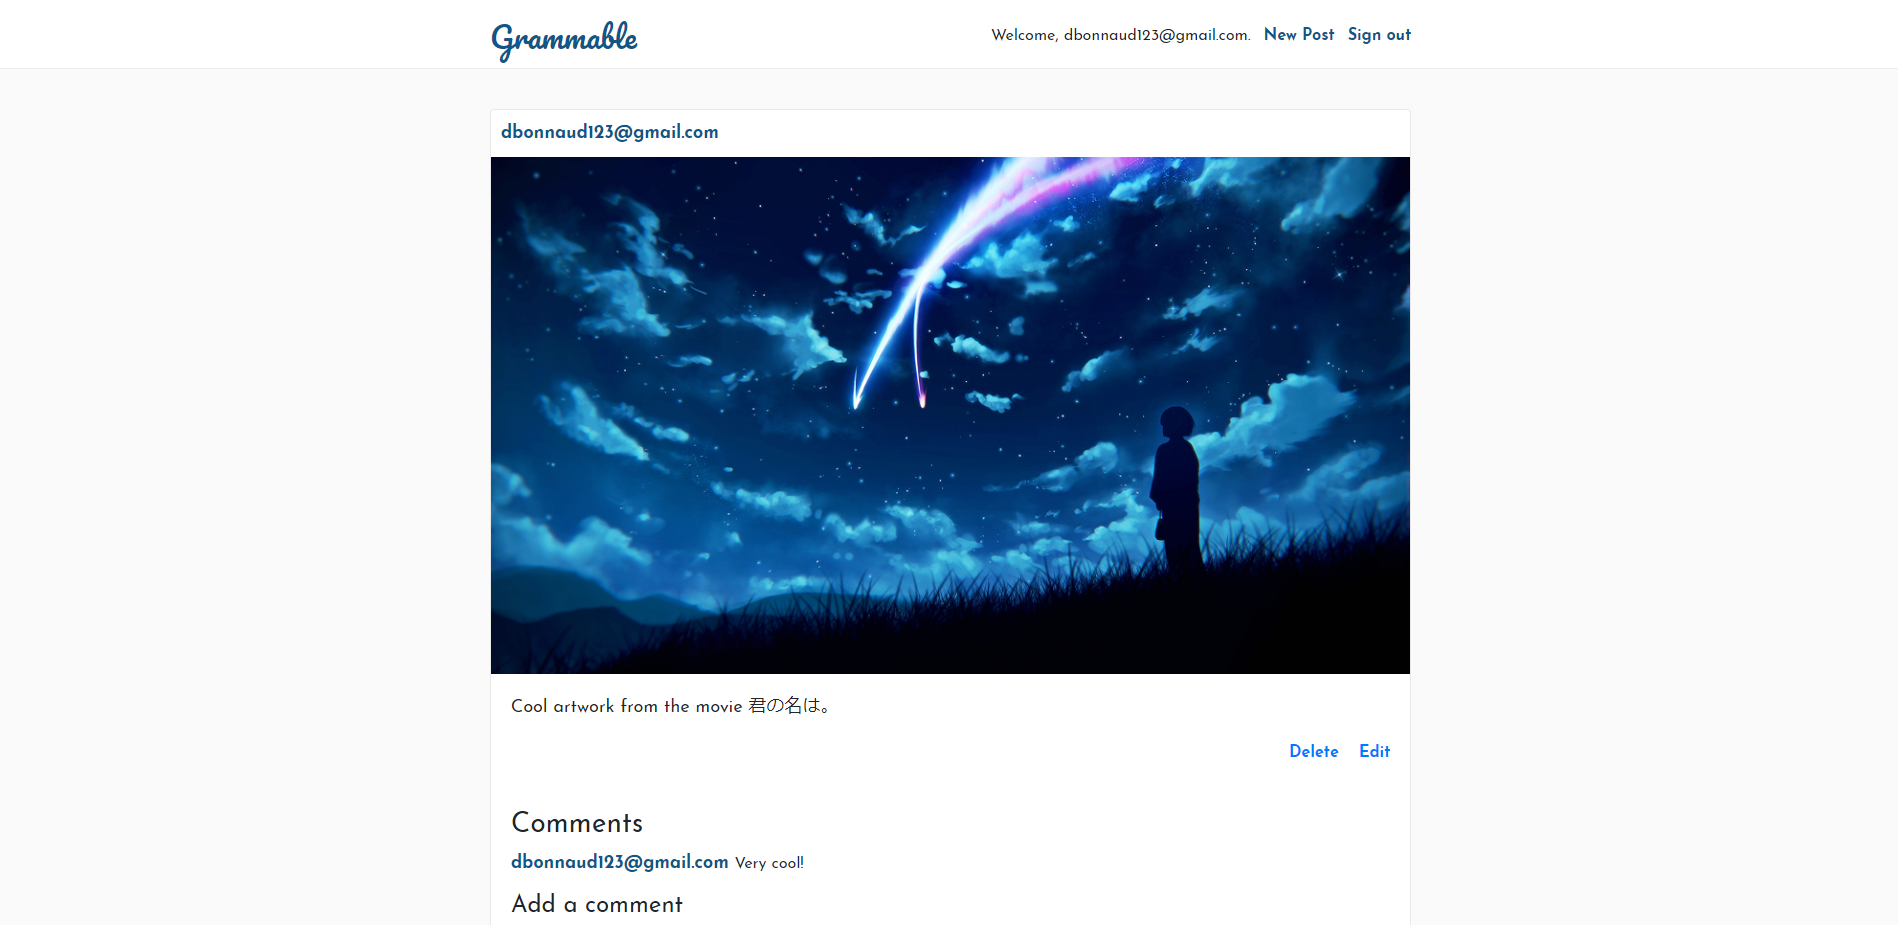 Grammable
Welcome, dbonnaud123@gmail.com. New Post Sign out
dbonnaud123@gmail.com
Cool artwork from the movie 君の名は。
Delete Edit
Comments
dbonnaud123@gmail.com Very cool!
Add a comment